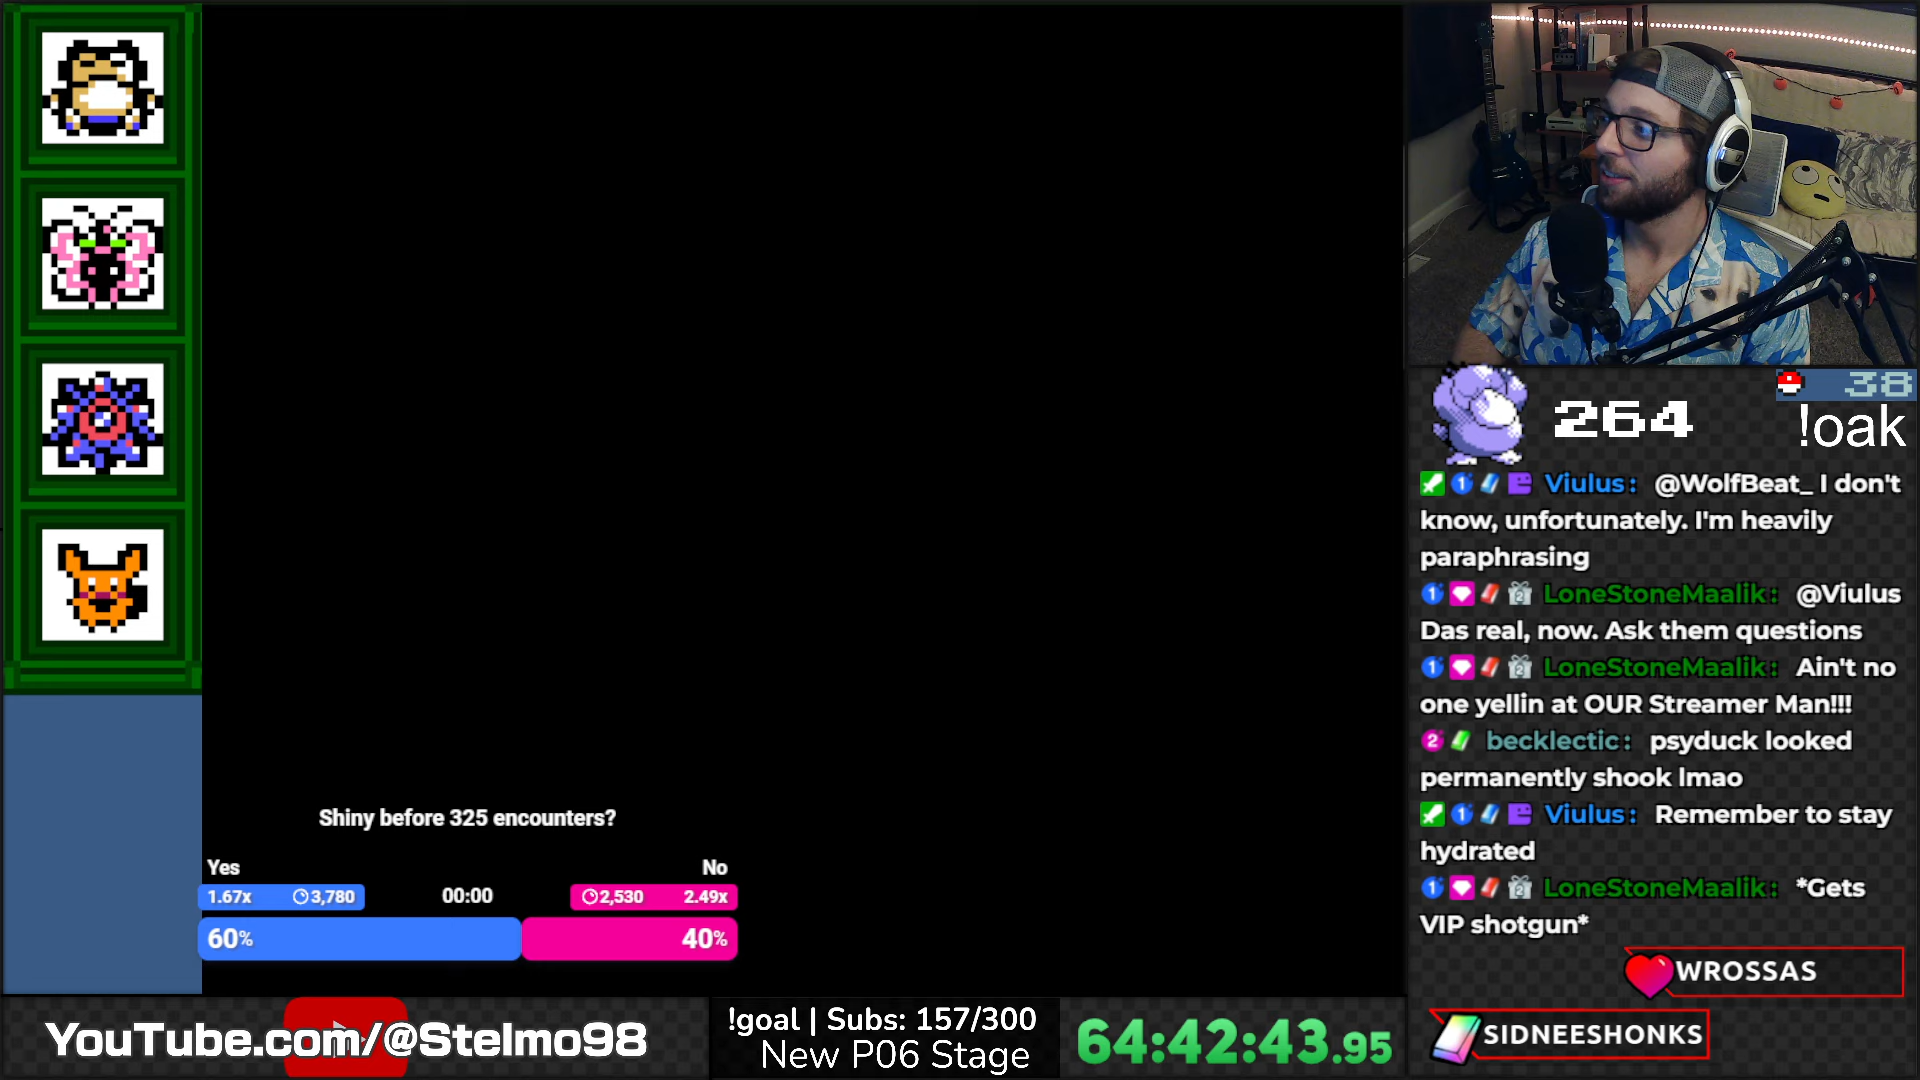 38
264
!oak
Viulus: @WolfBeat_ I don't
know, unfortunately. I'm heavily
paraphrasing
LoneStoneMaalik: @Viulus
Das real, now. Ask them questions
LoneStoneMaalik: Ain't no
one yellin at OUR Streamer Man!!!
becklectic: psyduck looked
permanently shook lmao
Viulus: Remember to stay
hydrated
LoneStoneMaalik: *Gets
VIP shotgun*
WROSSAS
SIDNEESHONKS
Shiny before 325 encounters?
Yes No
1.67x 3,780 00:00 2,530 2.49x
60% 40%
YouTube.com/@Stelmo98
!goal | Subs: 157/300
New P06 Stage
64:42:43.95